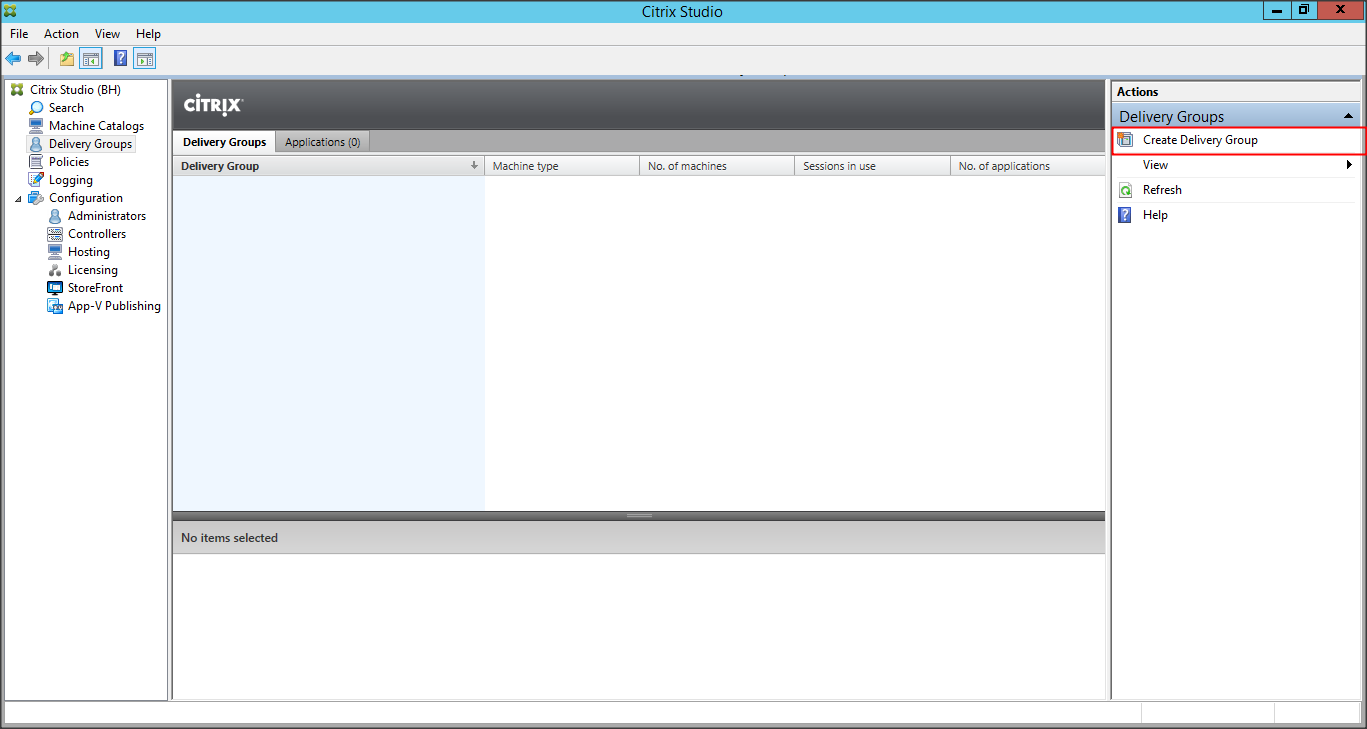 Citrix Studio
File Action View Help
Citrix Studio (BH)
Search
Machine Catalogs
Delivery Groups
Policies
Logging
Configuration
Administrators
Controllers
Hosting
Licensing
StoreFront
App-V Publishing
CITRIX
Delivery Groups Applications (0)
Delivery Group Machine type No. of machines Sessions in use No. of applications
No items selected
Actions
Delivery Groups
Create Delivery Group
View
Refresh
Help